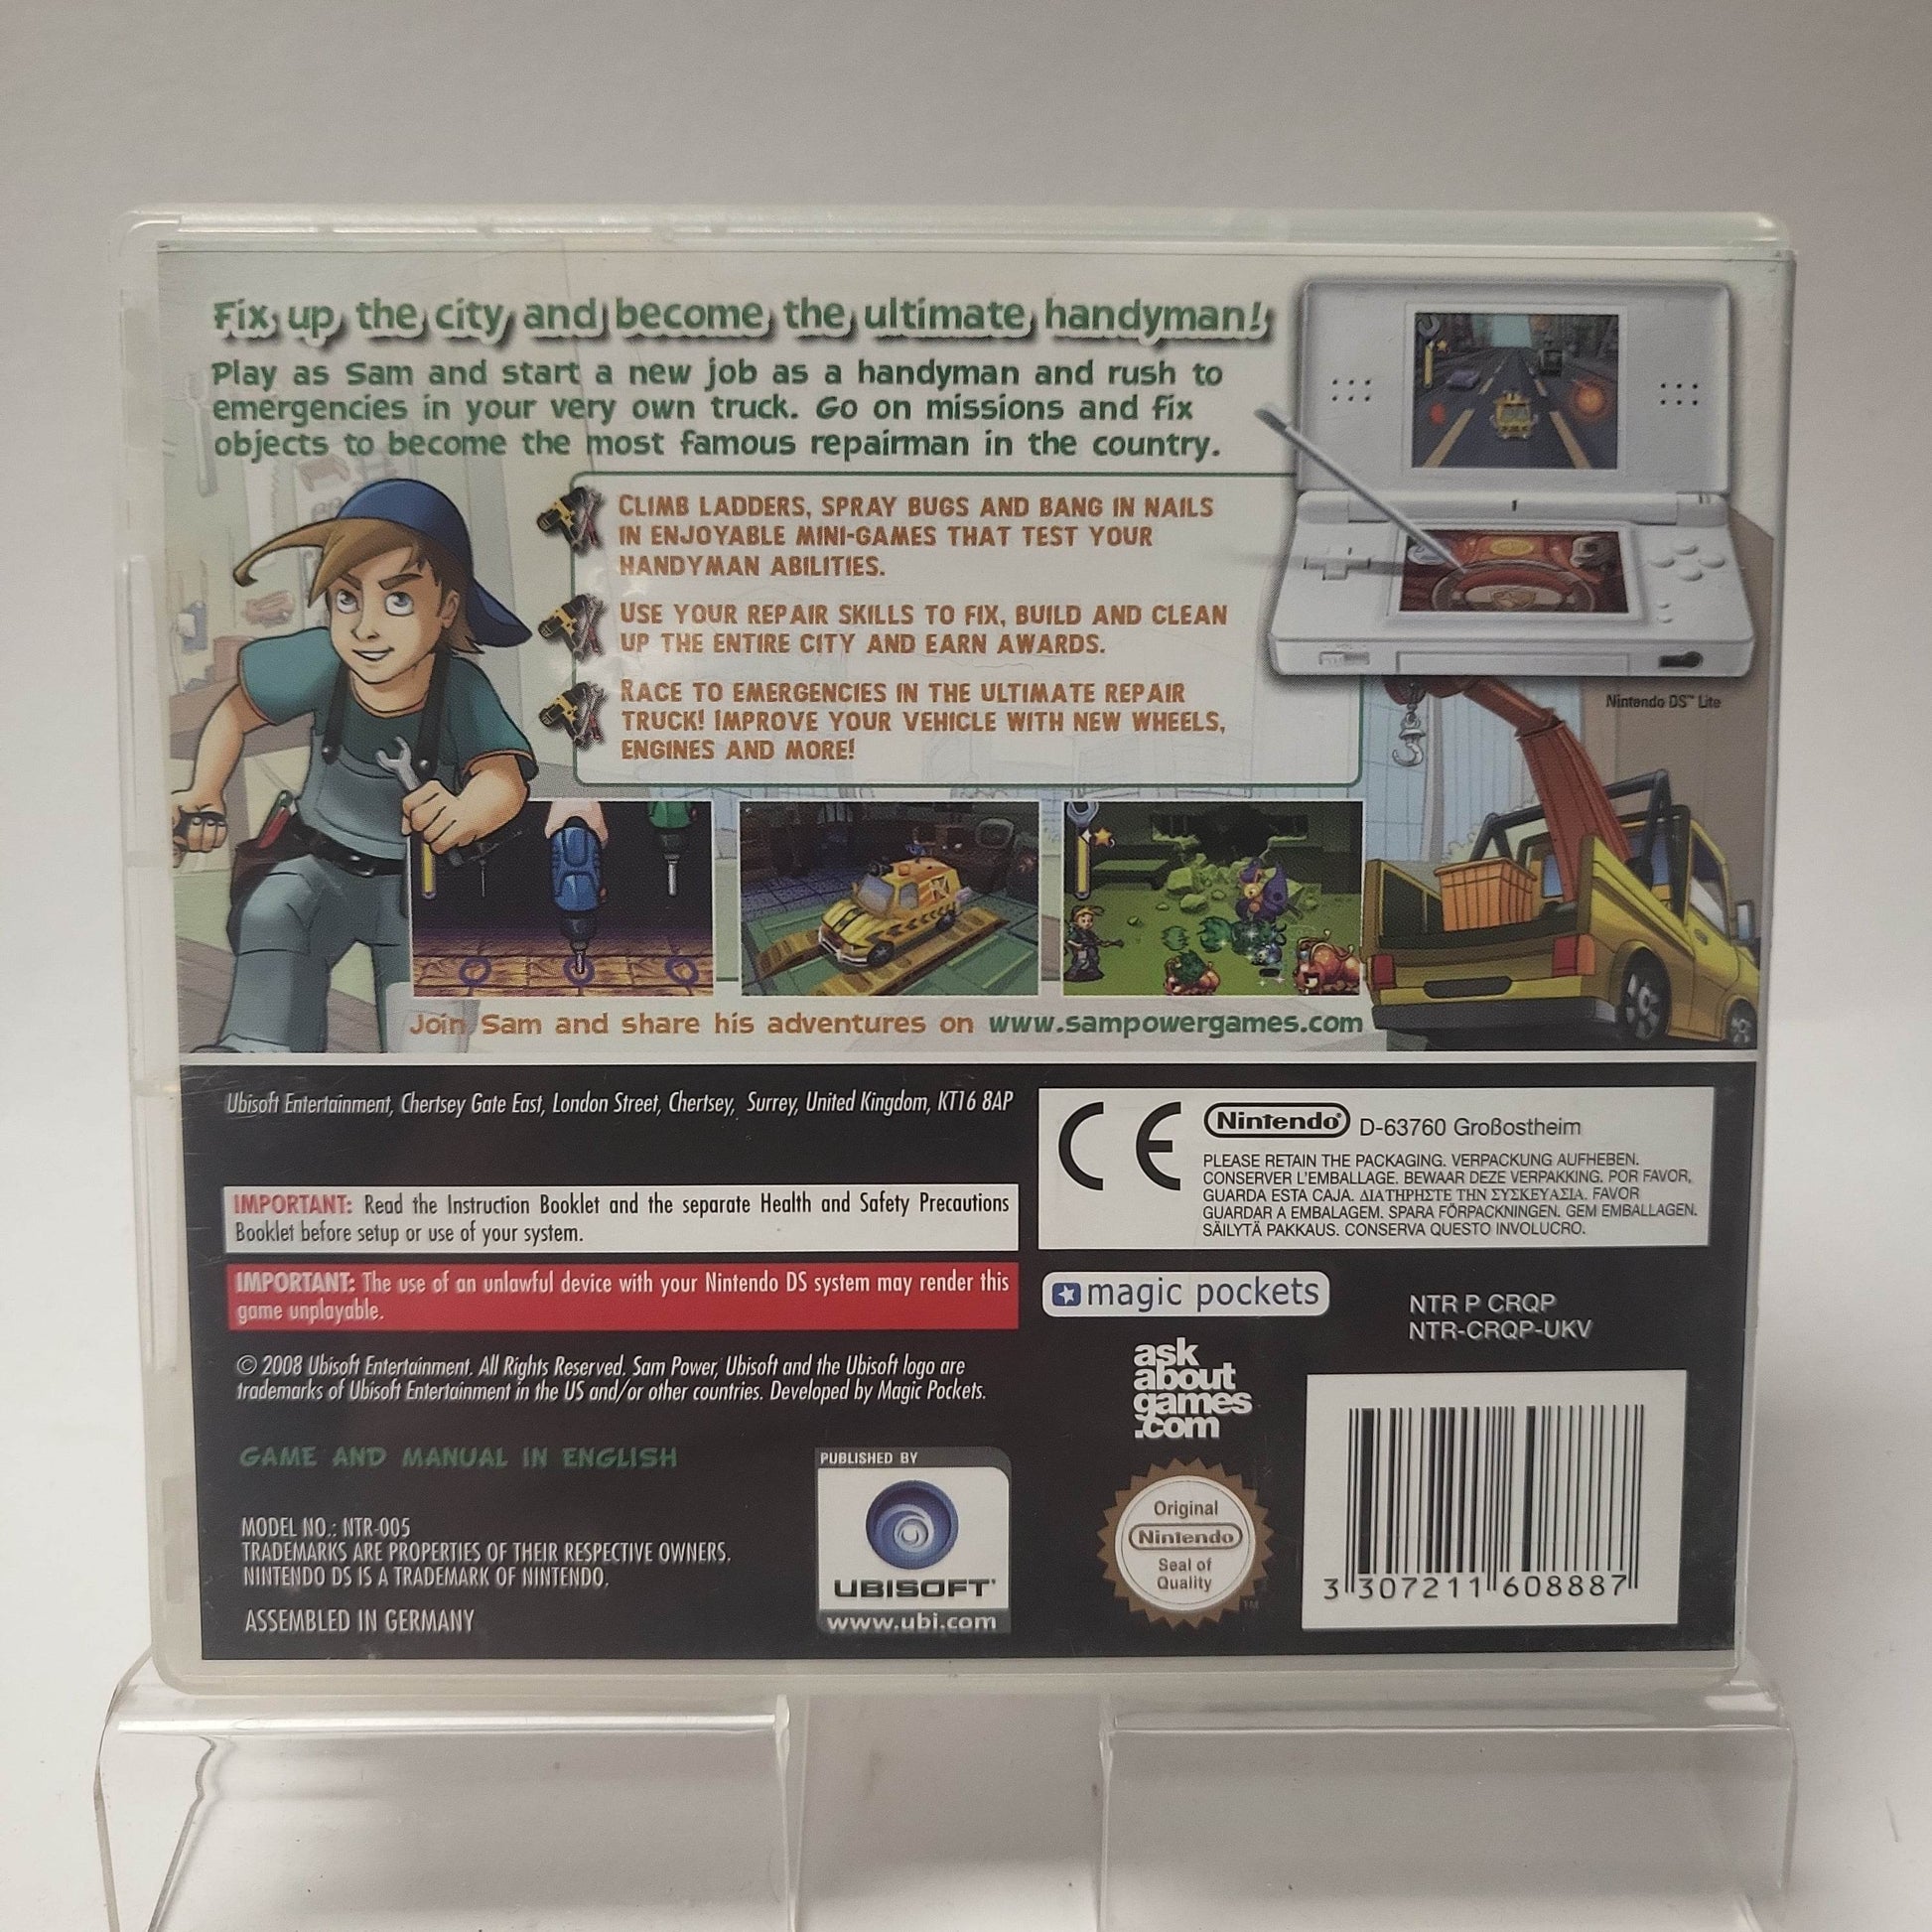 Fix up the city and become the ultimate handyman!
Play as Sam and start a new job as a handyman and rush to
emergencies in your very own truck. Go on missions and fix
objects to become the most famous repairman in the country.
CLIMB LADDERS, SPRAY BUGS AND BANG IN NAILS
IN ENJOYABLE MINI-GAMES THAT TEST YOUR
HANDYMAN ABILITIES.
USE YOUR REPAIR SKILLS TO FIX, BUILD AND CLEAN
UP THE ENTIRE CITY AND EARN AWARDS.
RACE TO EMERGENCIES IN THE ULTIMATE REPAIR
TRUCK! IMPROVE YOUR VEHICLE WITH NEW WHEELS,
ENGINES AND MORE!
Nintendo DS™ Lite
Join Sam and share his adventures on www.sampowergames.com
Ubisoft Entertainment, Chertsey Gate East, London Street, Chertsey, Surrey, United Kingdom, KT16 8AP
IMPORTANT: Read the Instruction Booklet and the separate Health and Safety Precautions
Booklet before setup or use of your system.
IMPORTANT: The use of an unlawful device with your Nintendo DS system may render this
game unplayable.
© 2008 Ubisoft Entertainment. All Rights Reserved. Sam Power, Ubisoft and the Ubisoft logo are
trademarks of Ubisoft Entertainment in the US and/or other countries. Developed by Magic Pockets.
GAME AND MANUAL IN ENGLISH
MODEL NO.: NTR-005
TRADEMARKS ARE PROPERTIES OF THEIR RESPECTIVE OWNERS.
NINTENDO DS IS A TRADEMARK OF NINTENDO.
ASSEMBLED IN GERMANY
PUBLISHED BY
UBISOFT
www.ubi.com
CE
Nintendo® D-63760 Großostheim
PLEASE RETAIN THE PACKAGING. VERPACKUNG AUFHEBEN.
CONSERVER L'EMBALLAGE. BEWAAR DEZE VERPAKKING. POR FAVOR,
GUARDA ESTA CAJA. ΔΙΑΤΗΡΗΣΤΕ ΤΗΝ ΣΥΣΚΕΥΑΣΙΑ. FAVOR
GUARDAR A EMBALAGEM. SPARA FÖRPACKNINGEN. GEM EMBALLAGEN.
SÄILYTÄ PAKKAUS. CONSERVA QUESTO INVOLUCRO.
magic pockets
NTR P CRQP
NTR-CRQP-UKV
ask
about
games
.com
Original
Nintendo
Seal of
Quality
TM
3 307211 608887